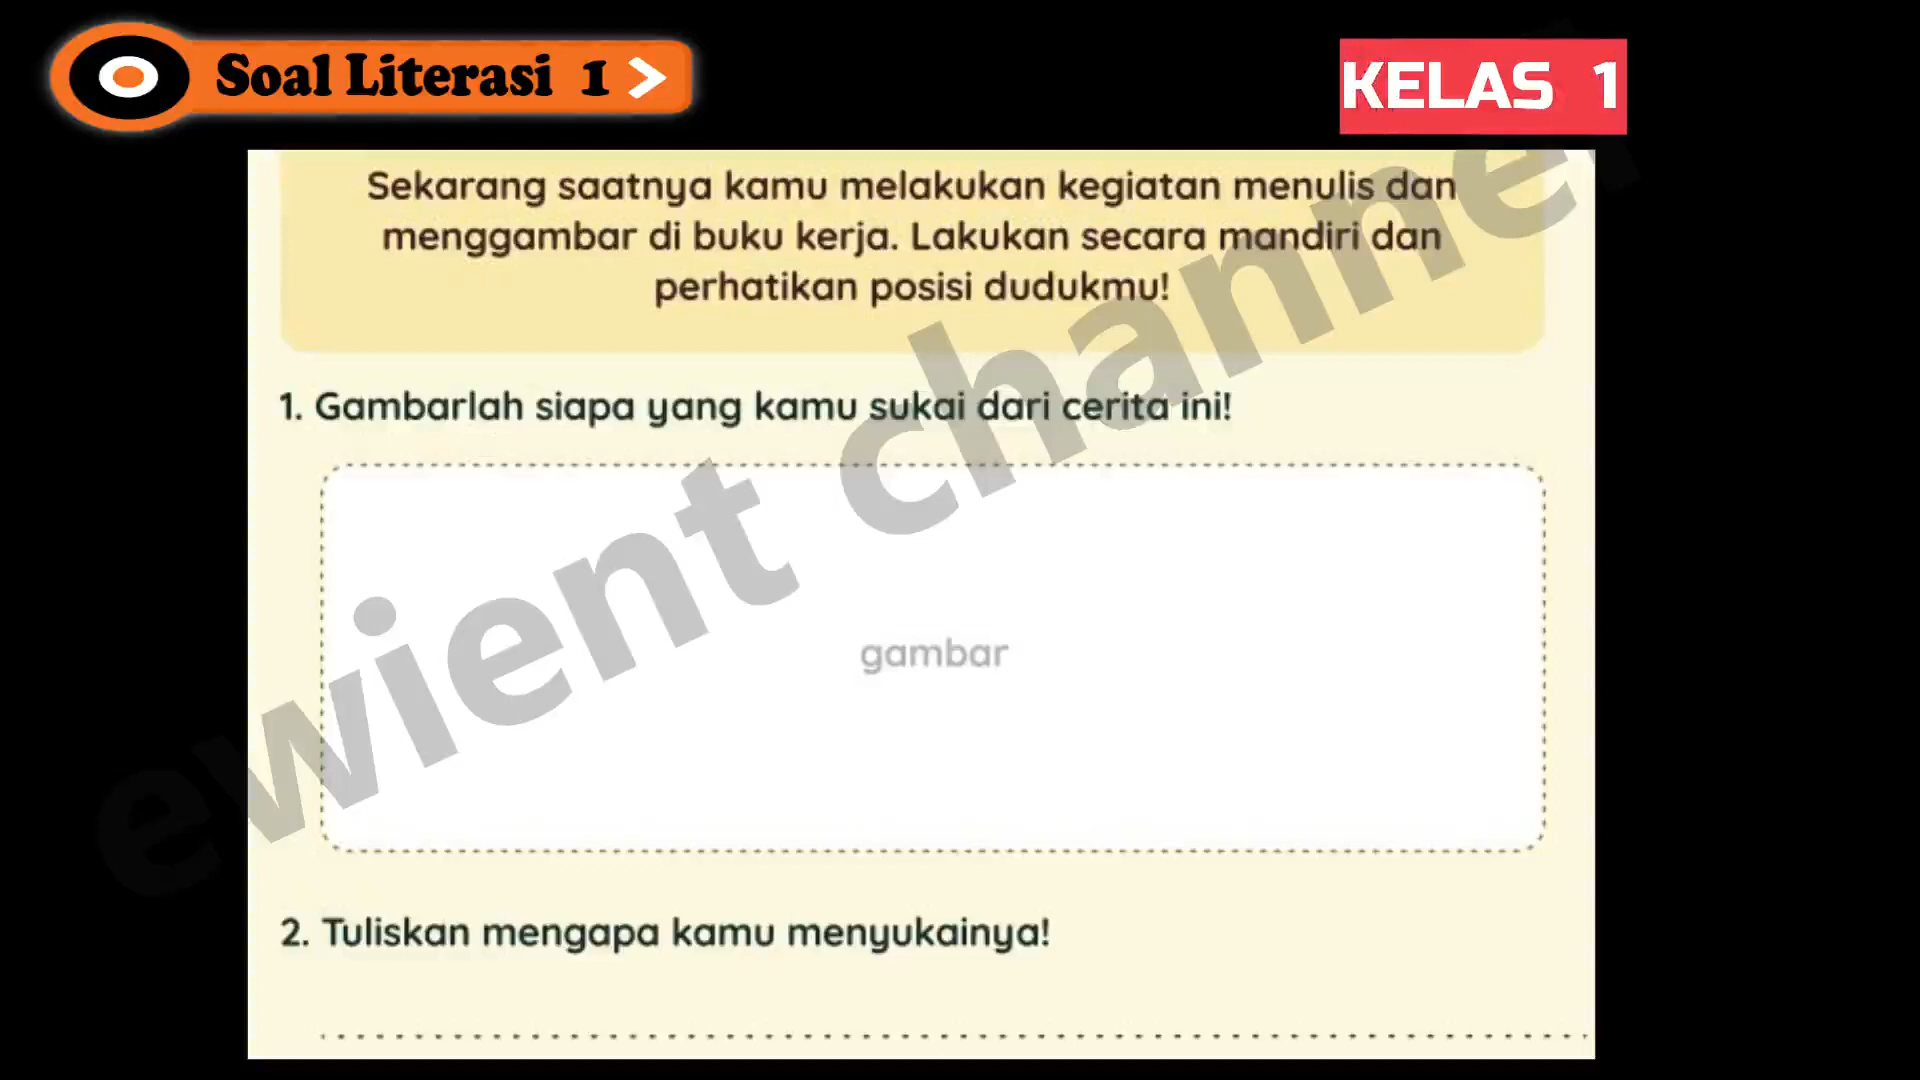 Soal Literasi 1
KELAS 1
Sekarang saatnya kamu melakukan kegiatan menulis dan
menggambar di buku kerja. Lakukan secara mandiri dan
perhatikan posisi dudukmu!
1. Gambarlah siapa yang kamu sukai dari cerita ini!
gambar
2. Tuliskan mengapa kamu menyukainya!
ewient channel